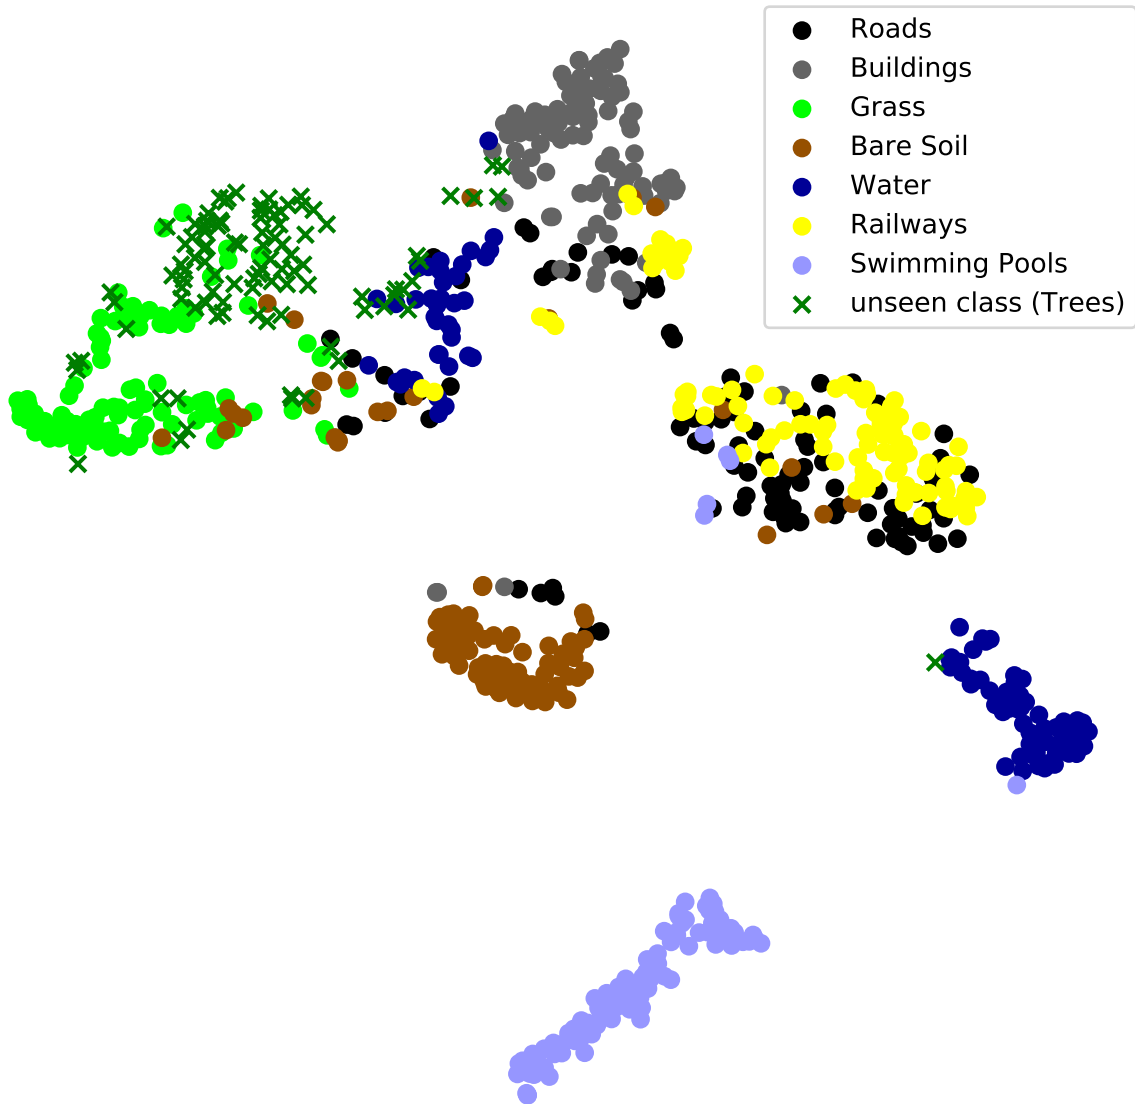 Roads
Buildings
Grass
Bare Soil
Water
Railways
Swimming Pools
unseen class (Trees)